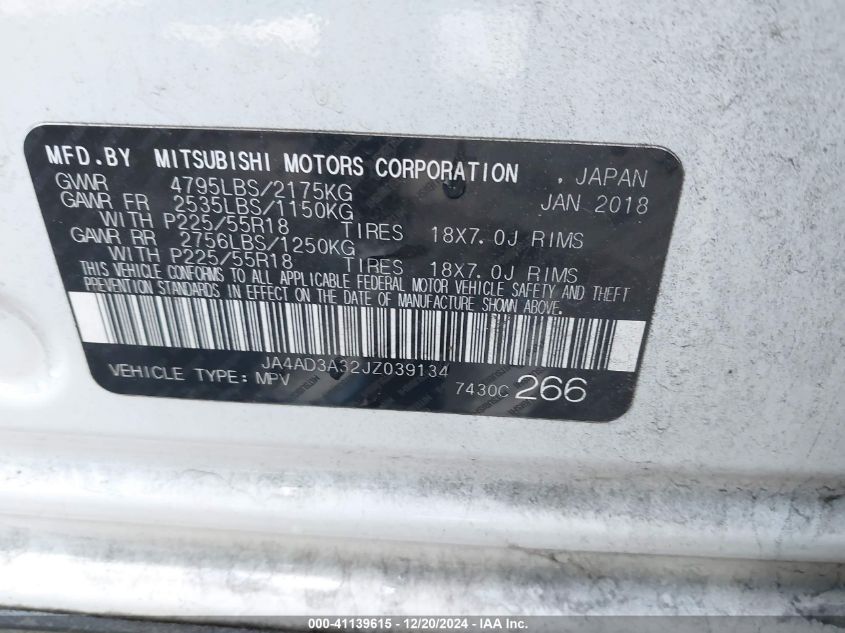 MFD.BY MITSUBISHI MOTORS CORPORATION . JAPAN
GVWR 4795LBS/2175KG JAN 2018
GAWR FR 2535LBS/1150KG
WITH P225/55R18 TIRES 18X7.0J RIMS
GAWR RR 2756LBS/1250KG
WITH P225/55R18 TIRES 18X7.0J RIMS
THIS VEHICLE CONFORMS TO ALL APPLICABLE FEDERAL MOTOR VEHICLE SAFETY AND THEFT
PREVENTION STANDARDS IN EFFECT ON THE DATE OF MANUFACTURE SHOWN ABOVE.
JA4AD3A32JZ039134
VEHICLE TYPE: MPV 7430C 266
000-41139615 - 12/20/2024 - IAA Inc.